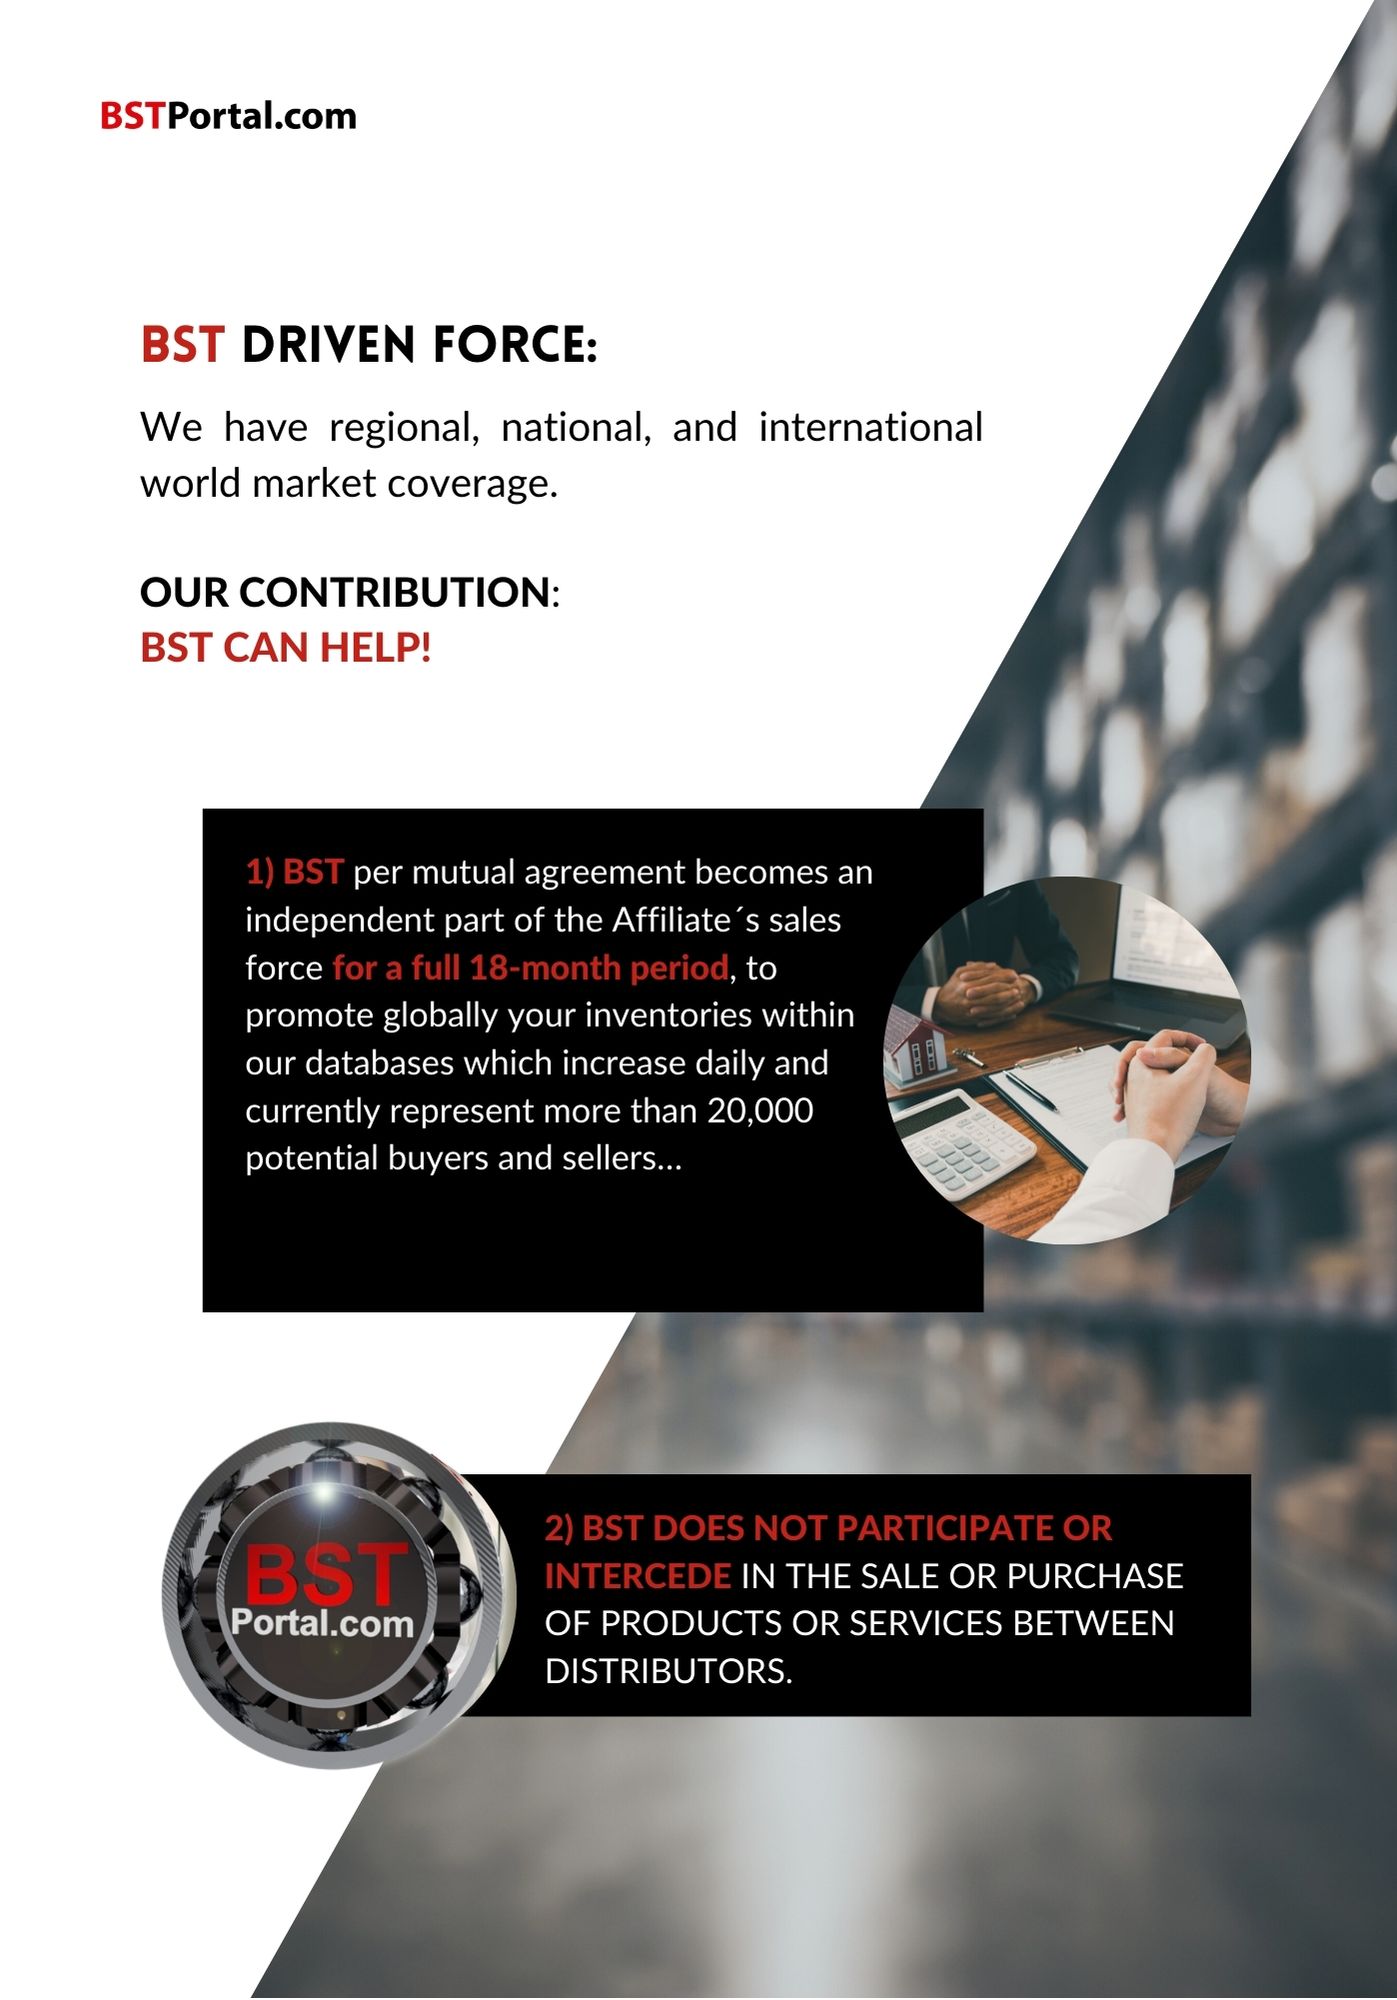 BSTPortal.com
BST DRIVEN FORCE:
We have regional, national, and international
world market coverage.
OUR CONTRIBUTION:
BST CAN HELP!
1) BST per mutual agreement becomes an
independent part of the Affiliate´s sales
force for a full 18-month period, to
promote globally your inventories within
our databases which increase daily and
currently represent more than 20,000
potential buyers and sellers...
BST
Portal.com
2) BST DOES NOT PARTICIPATE OR
INTERCEDE IN THE SALE OR PURCHASE
OF PRODUCTS OR SERVICES BETWEEN
DISTRIBUTORS.